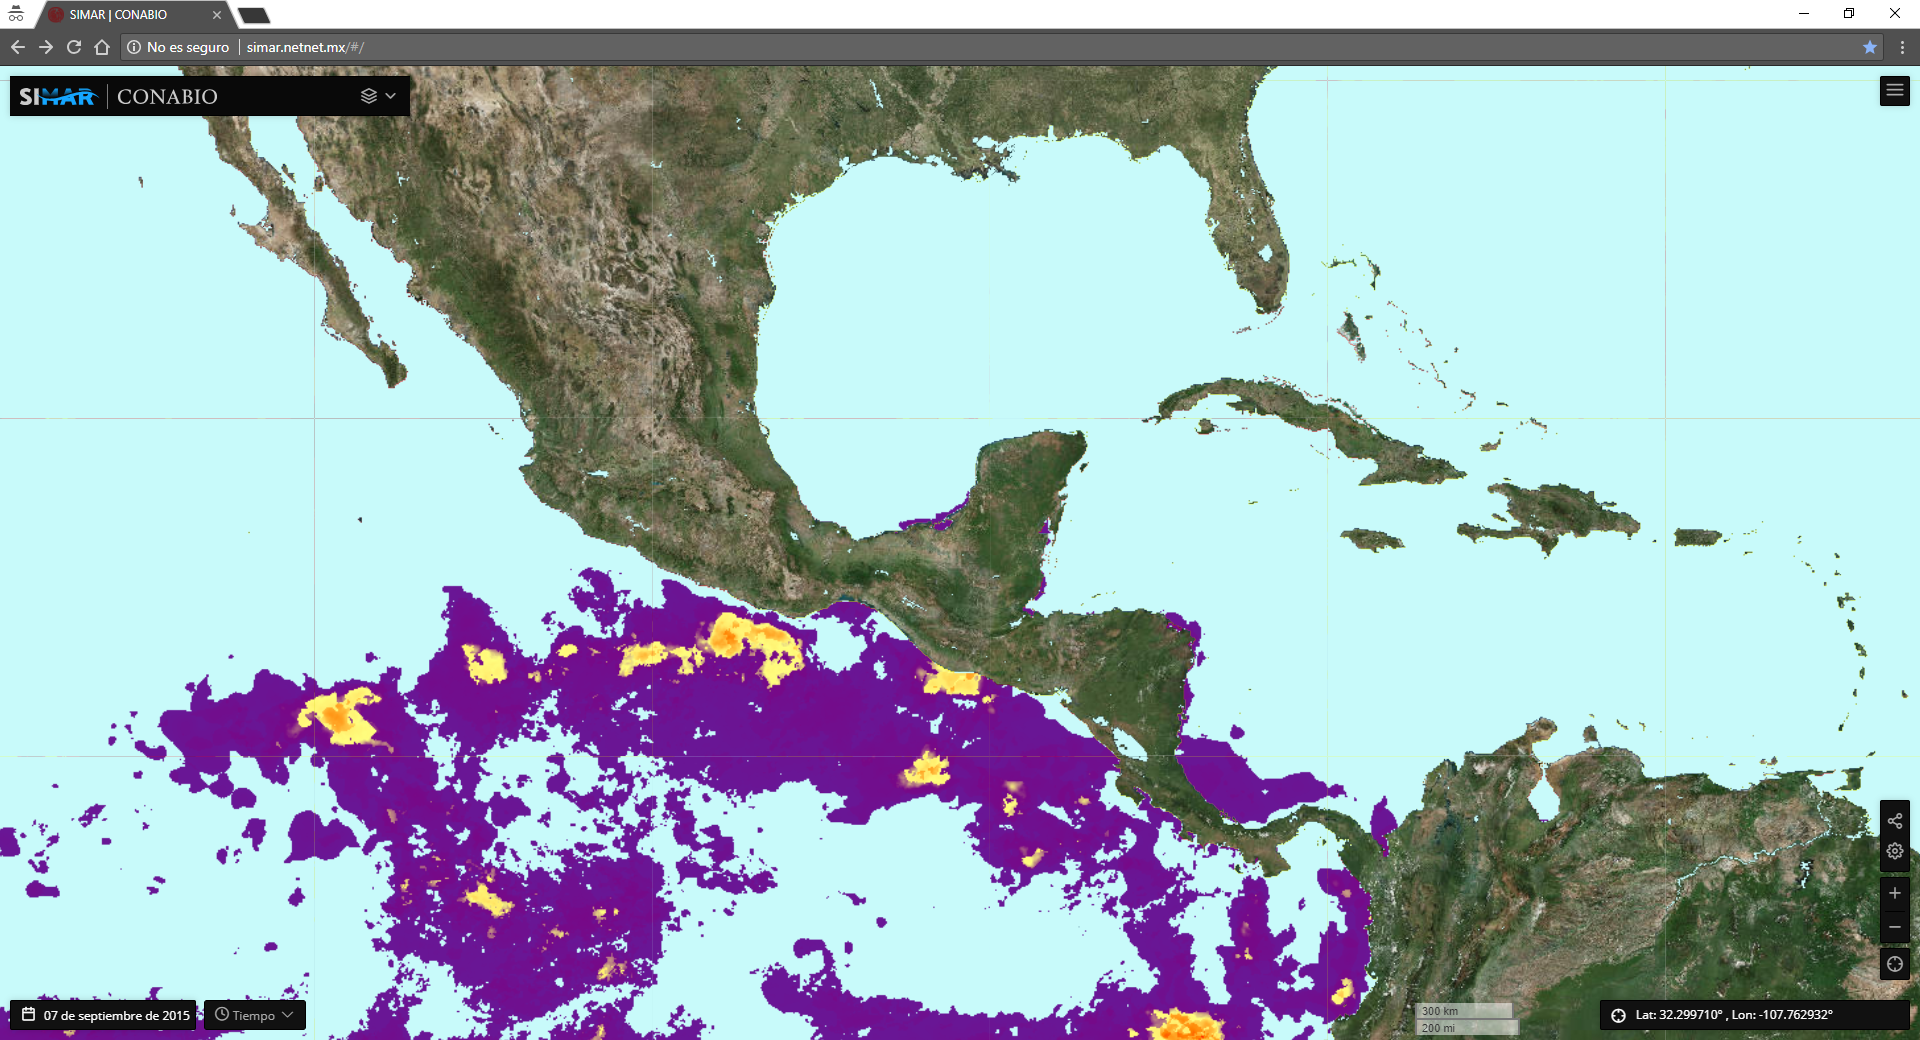 SIMAR | CONABIO
No es seguro | simar.netnet.mx/#/
SIMAR | CONABIO
07 de septiembre de 2015
Tiempo
300 km
200 mi
Lat: 32.299710° , Lon: -107.762932°